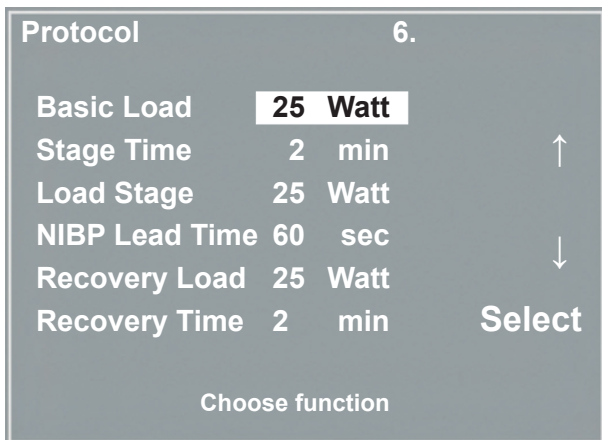 Protocol 6.
Basic Load 25 Watt
Stage Time 2 min
↑
Load Stage 25 Watt
NIBP Lead Time 60 sec
↓
Recovery Load 25 Watt
Recovery Time 2 min
Select
Choose function